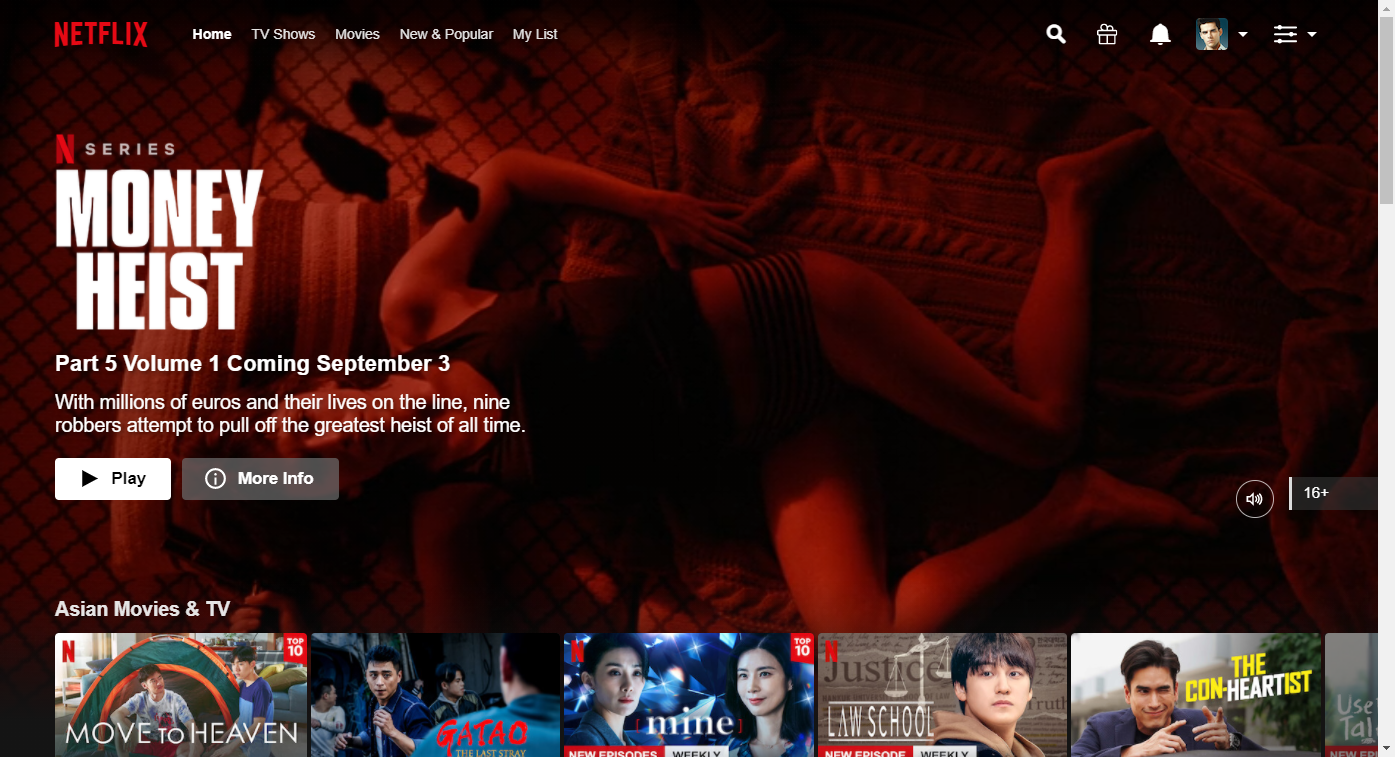 NETFLIX
Home
TV Shows
Movies
New & Popular
My List
N SERIES
MONEY
HEIST
Part 5 Volume 1 Coming September 3
With millions of euros and their lives on the line, nine
robbers attempt to pull off the greatest heist of all time.
Play
More Info
16+
Asian Movies & TV
N
TOP
10
MOVE TO HEAVEN
GATAO
THE LAST STRAY
N
TOP
10
[mine]
NEW EPISODES
WEEKLY
N
Justice
Truth
LAW SCHOOL
NEW EPISODE
WEEKLY
THE
CON-HEARTIST